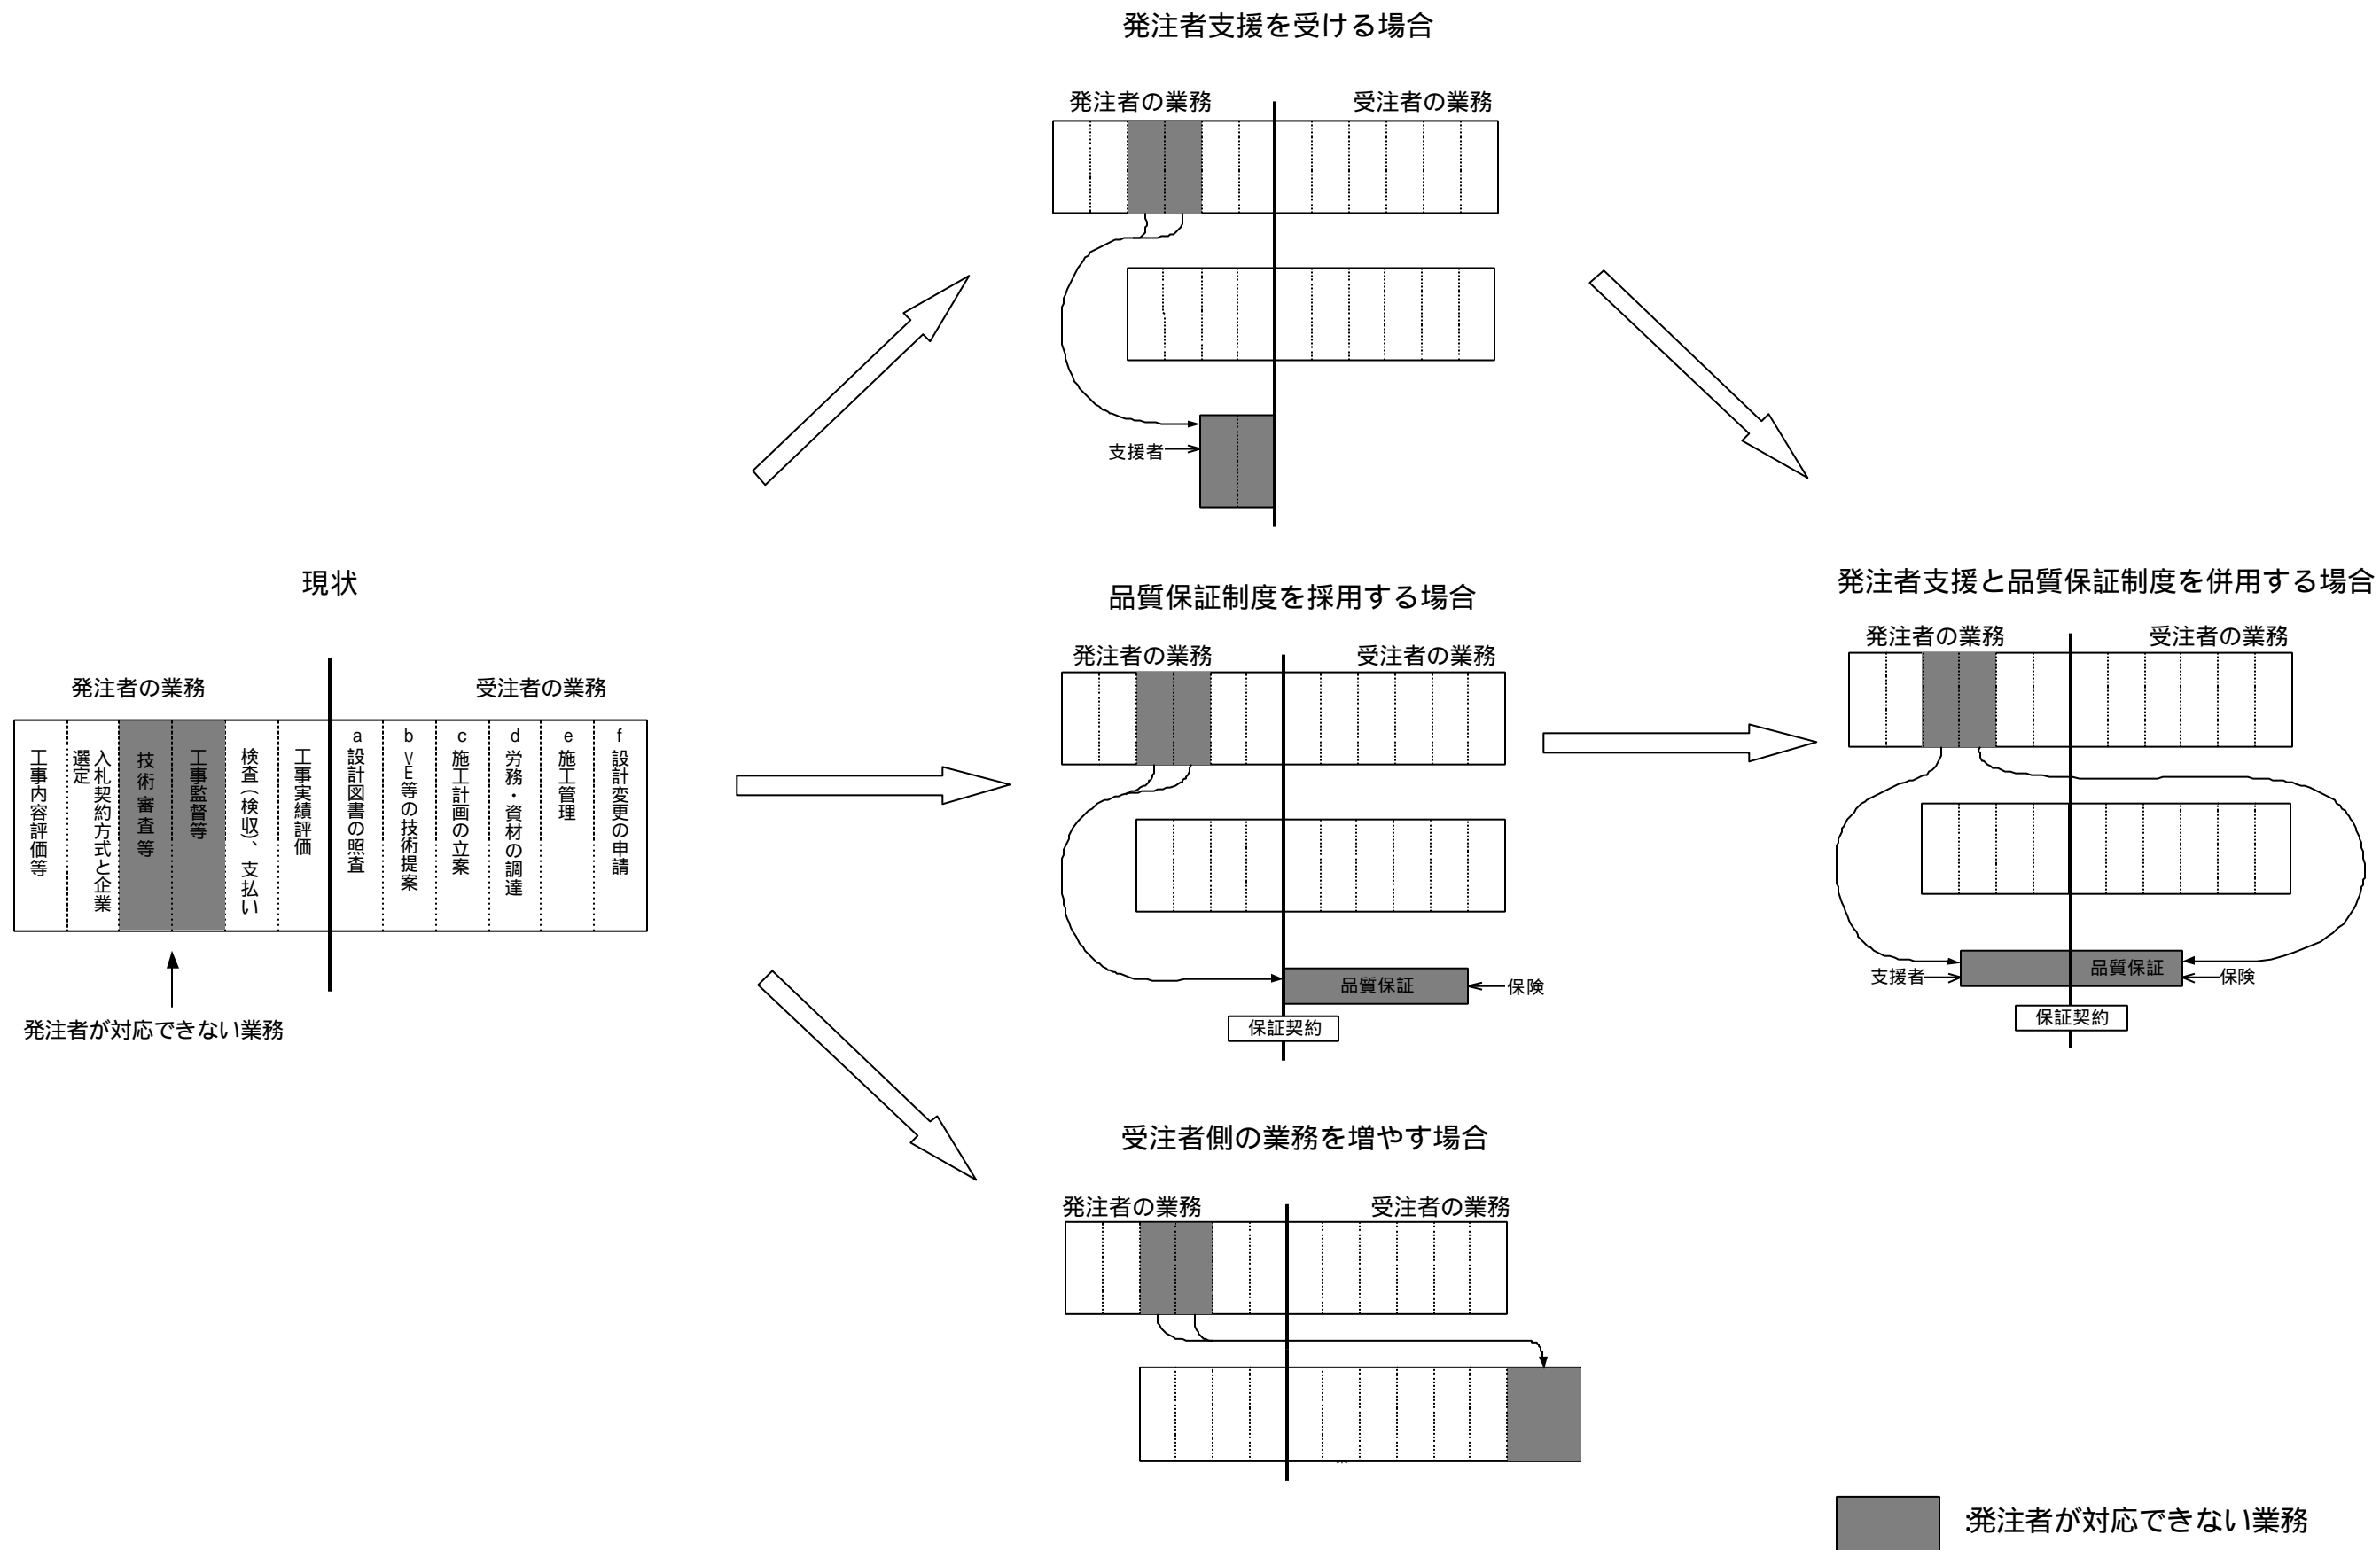 発注者支援を受ける場合
発注者の業務
受注者の業務
支援者
現状
発注者の業務
受注者の業務
工事内容評価等
入札契約方式と企業
選定
技術審査等
工事監督等
検査(検収)、支払い
工事実績評価
a設計図書の照査
bVE等の技術提案
c施工計画の立案
d労務・資材の調達
e施工管理
f設計変更の申請
発注者が対応できない業務
品質保証制度を採用する場合
発注者の業務
受注者の業務
品質保証
保険
保証契約
発注者支援と品質保証制度を併用する場合
発注者の業務
受注者の業務
支援者
品質保証
保険
保証契約
受注者側の業務を増やす場合
発注者の業務
受注者の業務
:発注者が対応できない業務